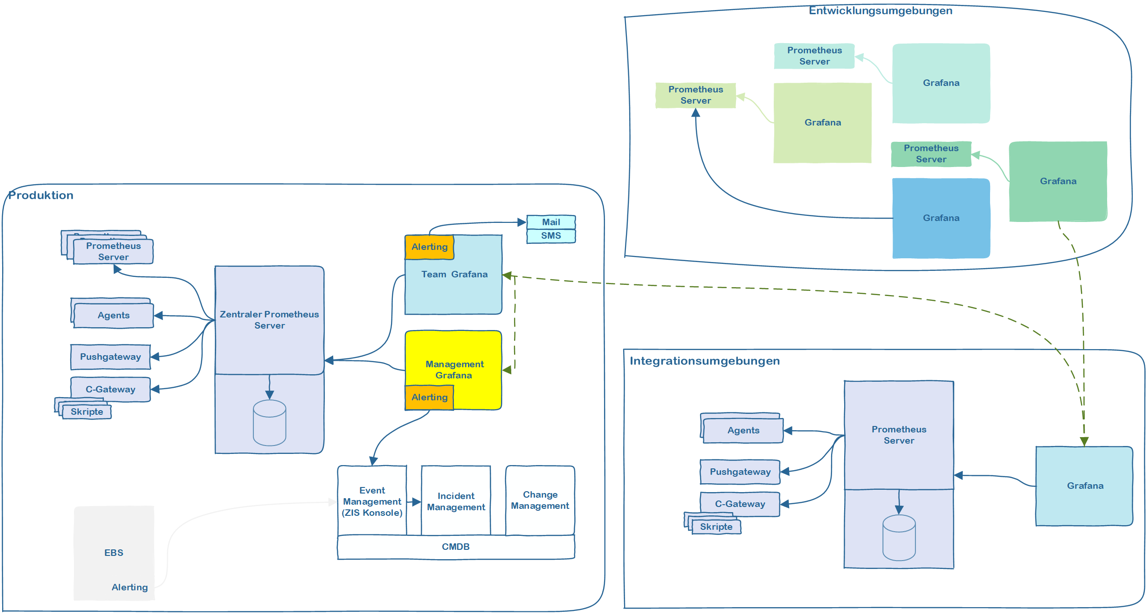 Entwicklungsumgebungen
Prometheus
Server
Grafana
Prometheus
Server
Grafana
Prometheus
Server
Grafana
Grafana
Produktion
Prometheus
Server
Agents
Pushgateway
C-Gateway
Skripte
Zentraler Prometheus
Server
Alerting
Team Grafana
Mail
SMS
Management
Grafana
Alerting
Event
Management
(ZIS Konsole)
Incident
Management
Change
Management
CMDB
EBS
Alerting
Integrationsumgebungen
Agents
Pushgateway
C-Gateway
Skripte
Prometheus
Server
Grafana